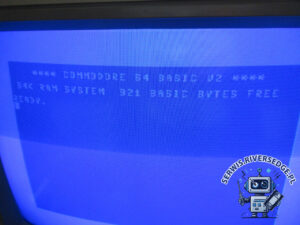 **** COMMODORE 64 BASIC V2 ****
64K RAM SYSTEM 921 BASIC BYTES FREE
READY.
SERWIS.RIVERSEDGE.PL